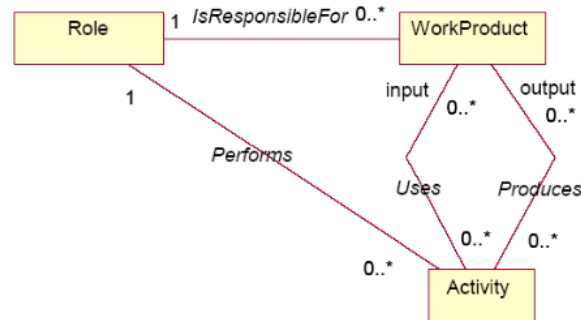 Role
1
IsResponsibleFor
0..*
WorkProduct
1
input
output
0..*
0..*
Performs
Uses
Produces
0..*
0..*
0..*
Activity